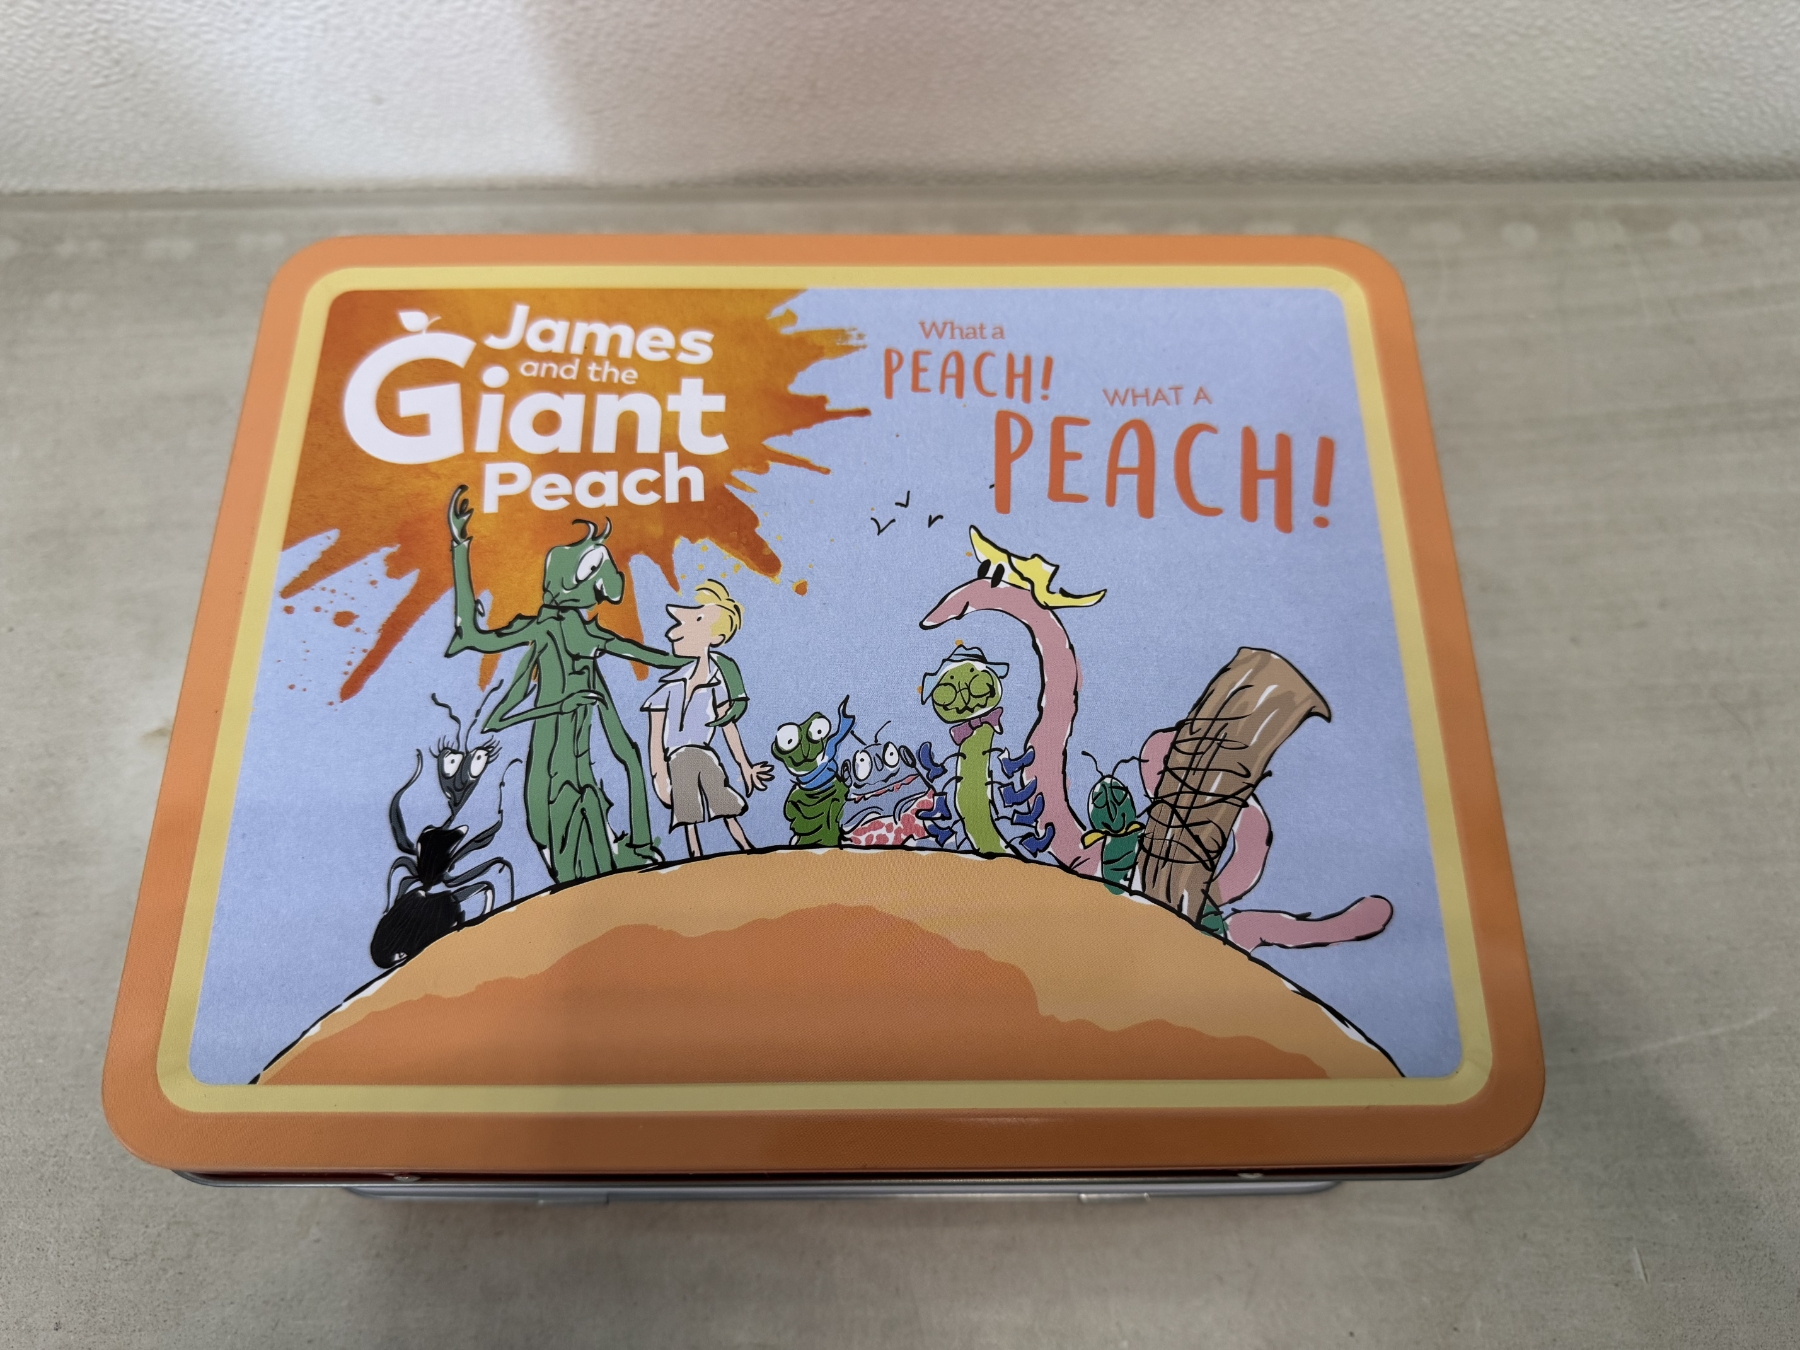 James
and the
Giant
Peach
What a
PEACH!
WHAT A
PEACH!